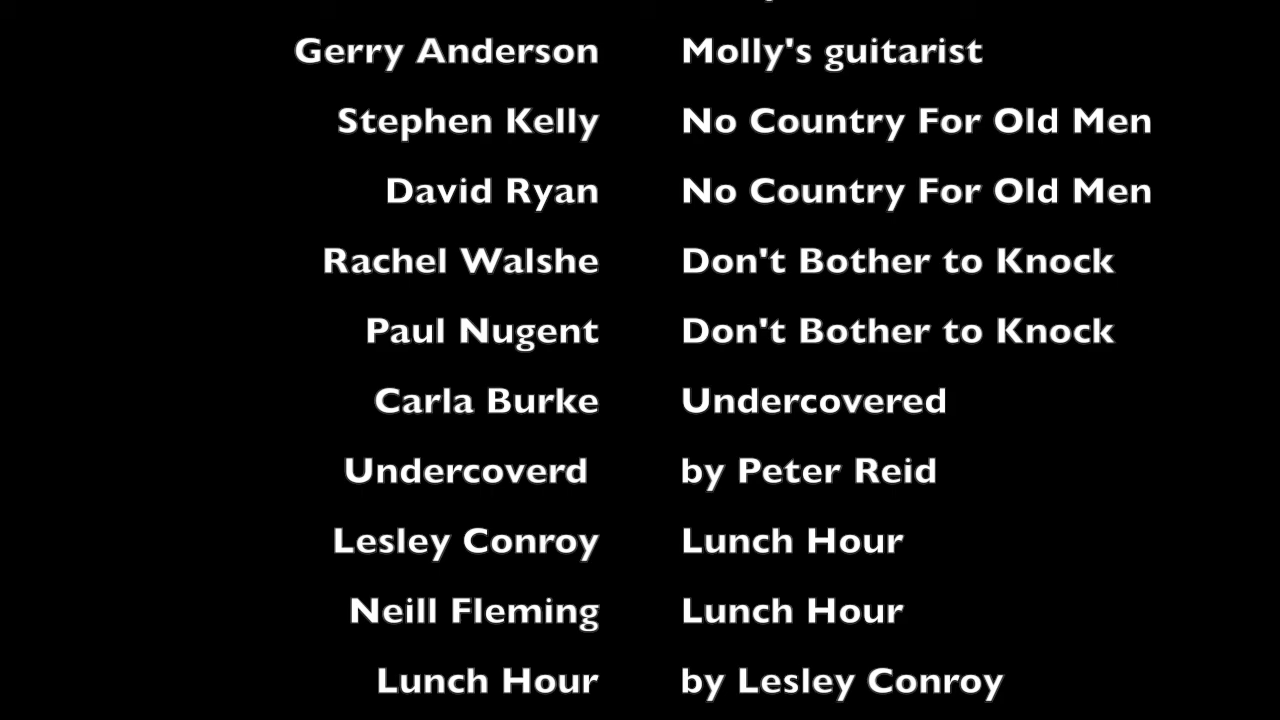 Gerry Anderson Molly's guitarist
Stephen Kelly No Country For Old Men
David Ryan No Country For Old Men
Rachel Walshe Don't Bother to Knock
Paul Nugent Don't Bother to Knock
Carla Burke Undercovered
Undercoverd by Peter Reid
Lesley Conroy Lunch Hour
Neill Fleming Lunch Hour
Lunch Hour by Lesley Conroy